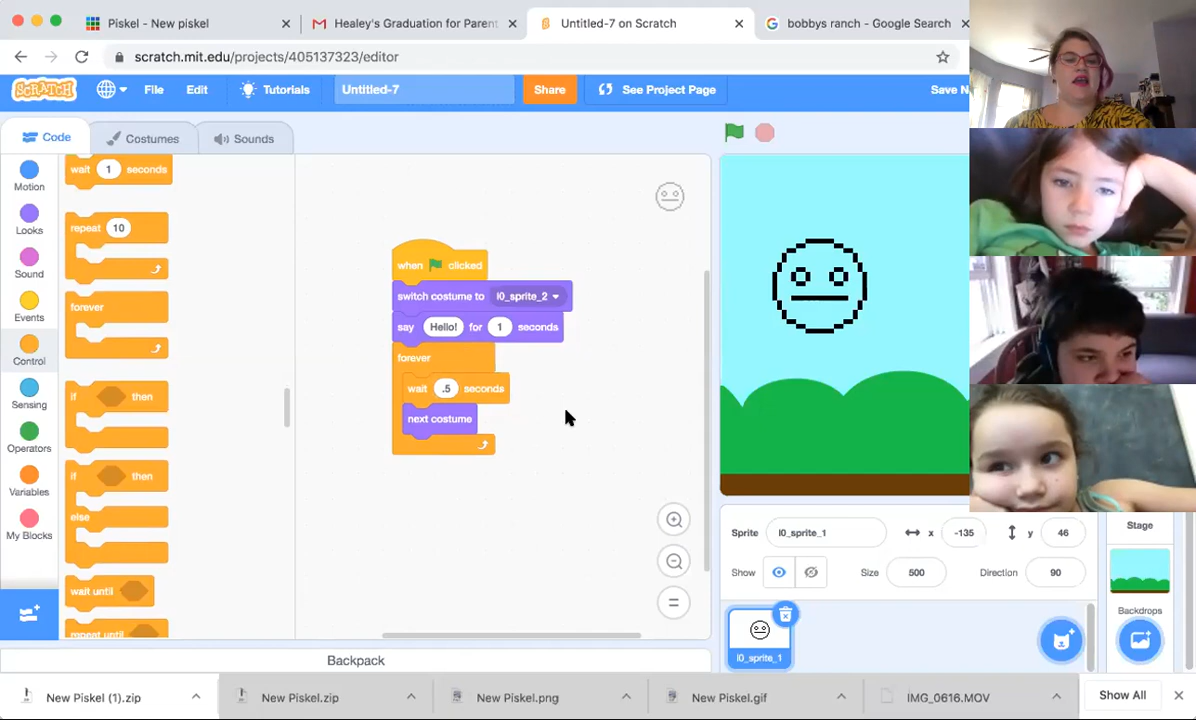 Piskel - New piskel
Healey's Graduation for Parent
Untitled-7 on Scratch
bobbys ranch - Google Search
scratch.mit.edu/projects/405137323/editor
SCRATCH
File
Edit
Tutorials
Untitled-7
Share
See Project Page
Save N
Code
Costumes
Sounds
Motion
Looks
Sound
Events
Control
Sensing
Operators
Variables
My Blocks
wait 1 seconds
repeat 10
forever
if then
if then
else
wait until
repeat until
when clicked
switch costume to l0_sprite_2
say Hello! for 1 seconds
forever
wait .5 seconds
next costume
Sprite l0_sprite_1 x -135 y 46
Show Size 500 Direction 90
l0_sprite_1
Stage
Backdrops
Backpack
New Piskel (1).zip
New Piskel.zip
New Piskel.png
New Piskel.gif
IMG_0616.MOV
Show All